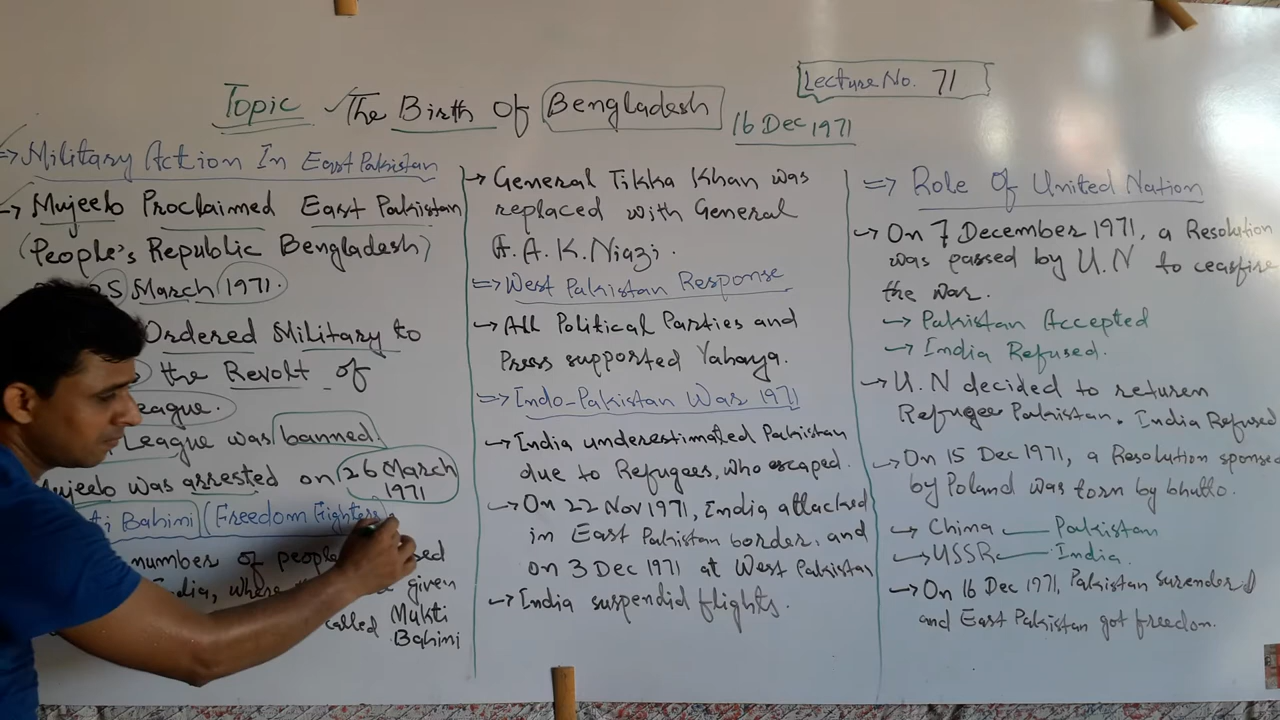 Lecture No. 71
Topic The Birth Of Bengladesh
16 Dec 1971
=> Military Action In East Pakistan
-> Mujeeb Proclaimed East Pakistan
(People's Republic Bengladesh)
25 March 1971.
Ordered Military to
the Revolt of
League.
League was banned.
Mujeeb was arrested on 26 March
1971
Bahini (Freedom Fighters)
number of people
India, where given
called Mukti
Bahini
-> General Tikka Khan was
replaced with General
A. A. K. Niazi.
=> West Pakistan Response
-> All Political Parties and
Press supported Yahaya.
=> Indo-Pakistan War 1971
-> India underestimated Pakistan
due to Refugees, who escaped.
-> On 22 Nov 1971, India attacked
in East Pakistan border, and
on 3 Dec 1971 at West Pakistan
-> India suspendid flights.
=> Role Of United Nation
-> On 7 December 1971, a Resolution
was passed by U.N to ceasfire
the war.
-> Pakistan Accepted
-> India Refused.
-> U.N decided to returen
Refugee Pakistan. India Refused
-> On 15 Dec 1971, a Resolution sponsed
by Poland was torn by bhutto.
-> China — Pakistan
-> USSR — India
-> On 16 Dec 1971, Pakistan surender
and East Pakistan got freedom.